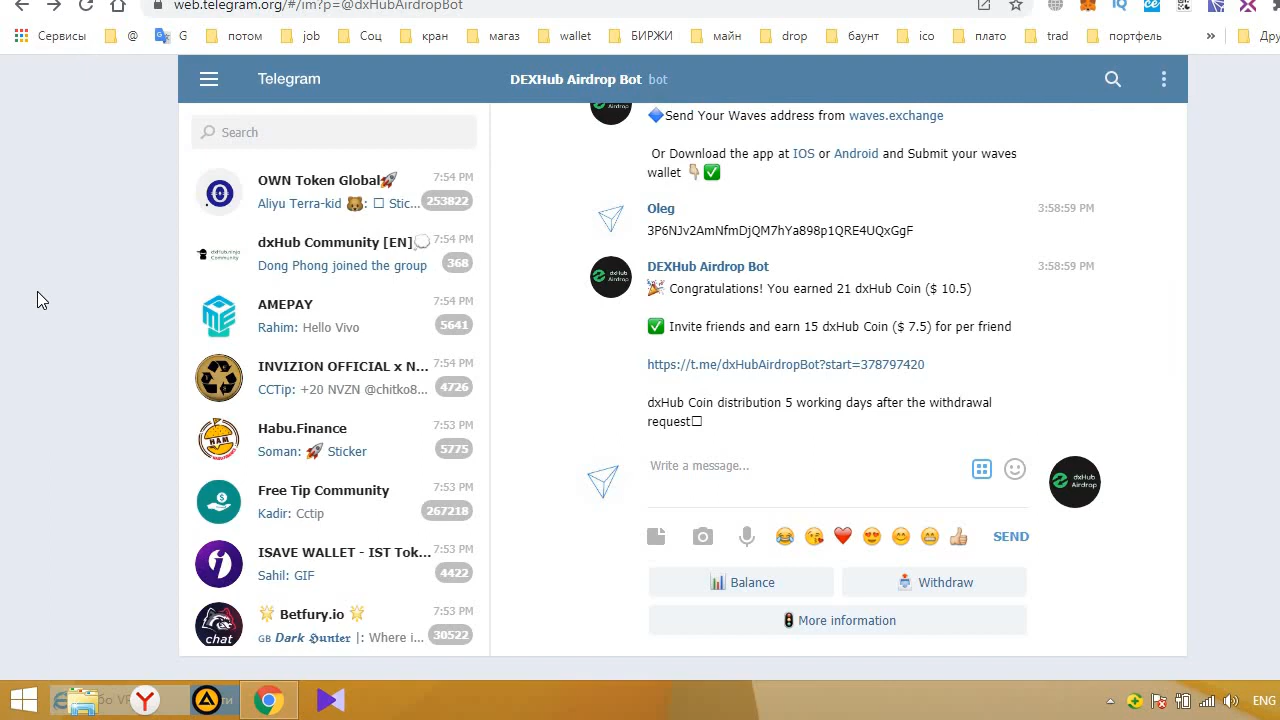 web.telegram.org/#/im?p=@dxHubAirdropBot
Сервисы @ G потом job Соц кран магаз wallet БИРЖИ майн drop баунт ico плато trad портфель » Дру
Telegram
DEXHub Airdrop Bot bot
Search
OWN Token Global🚀 7:54 PM
Aliyu Terra-kid 🐻: ☐ Stic... 253822
dxHub Community [EN]💭 7:54 PM
Dong Phong joined the group 368
AMEPAY 7:54 PM
Rahim: Hello Vivo 5641
INVIZION OFFICIAL x N... 7:54 PM
CCTip: +20 NVZN @chitko8... 4726
Habu.Finance 7:53 PM
Soman: 🚀 Sticker 5775
Free Tip Community 7:53 PM
Kadir: Cctip 267218
ISAVE WALLET - IST Tok... 7:53 PM
Sahil: GIF 4422
🌟 Betfury.io 🌟 7:53 PM
GB Dark Hunter |: Where i... 30522
🔷Send Your Waves address from waves.exchange
Or Download the app at IOS or Android and Submit your waves
wallet 👇🏼✅
Oleg 3:58:59 PM
3P6NJv2AmNfmDjQM7hYa898p1QRE4UQxGgF
DEXHub Airdrop Bot 3:58:59 PM
🎉 Congratulations! You earned 21 dxHub Coin ($ 10.5)
✅ Invite friends and earn 15 dxHub Coin ($ 7.5) for per friend
https://t.me/dxHubAirdropBot?start=378797420
dxHub Coin distribution 5 working days after the withdrawal
request☐
Write a message...
dxHub
Airdrop
😂 😘 ❤️ 😍 😊 😁 👍🏼 SEND
📊 Balance
📩 Withdraw
🚦 More information
ENG